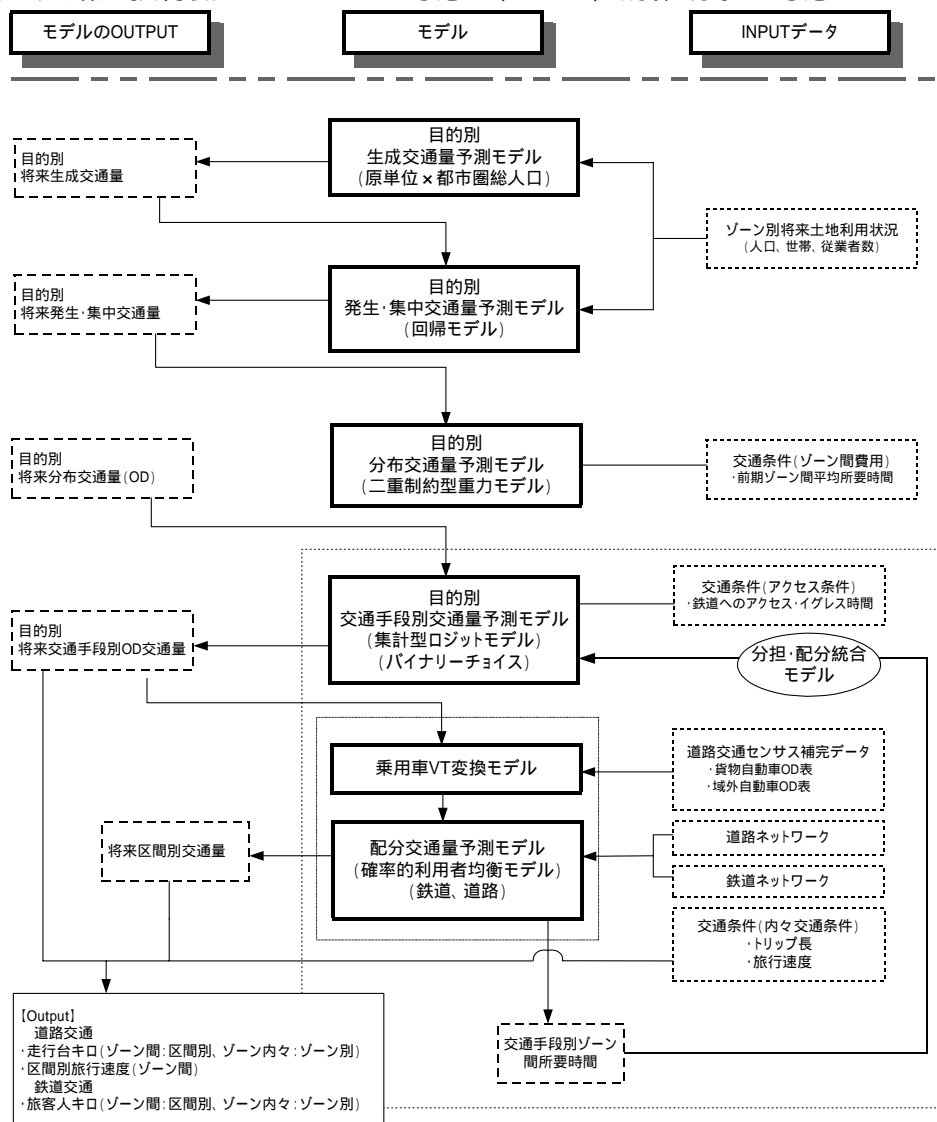 モデルのOUTPUT
モデル
INPUTデータ
目的別
生成交通量予測モデル
(原単位×都市圏総人口)
目的別
将来生成交通量
ゾーン別将来土地利用状況
(人口、世帯、従業者数)
目的別
発生・集中交通量予測モデル
(回帰モデル)
目的別
将来発生・集中交通量
目的別
分布交通量予測モデル
(二重制約型重力モデル)
目的別
将来分布交通量(OD)
交通条件(ゾーン間費用)
・前期ゾーン間平均所要時間
目的別
交通手段別交通量予測モデル
(集計型ロジットモデル)
(バイナリーチョイス)
交通条件(アクセス条件)
・鉄道へのアクセス・イグレス時間
目的別
将来交通手段別OD交通量
分担・配分統合
モデル
乗用車VT変換モデル
道路交通センサス補完データ
・貨物自動車OD表
・域外自動車OD表
配分交通量予測モデル
(確率的利用者均衡モデル)
(鉄道、道路)
将来区間別交通量
道路ネットワーク
鉄道ネットワーク
交通条件(内々交通条件)
・トリップ長
・旅行速度
【Output】
道路交通
・走行台キロ(ゾーン間:区間別、ゾーン内々:ゾーン別)
・区間別旅行速度(ゾーン間)
鉄道交通
・旅客人キロ(ゾーン間:区間別、ゾーン内々:ゾーン別)
交通手段別ゾーン
間所要時間